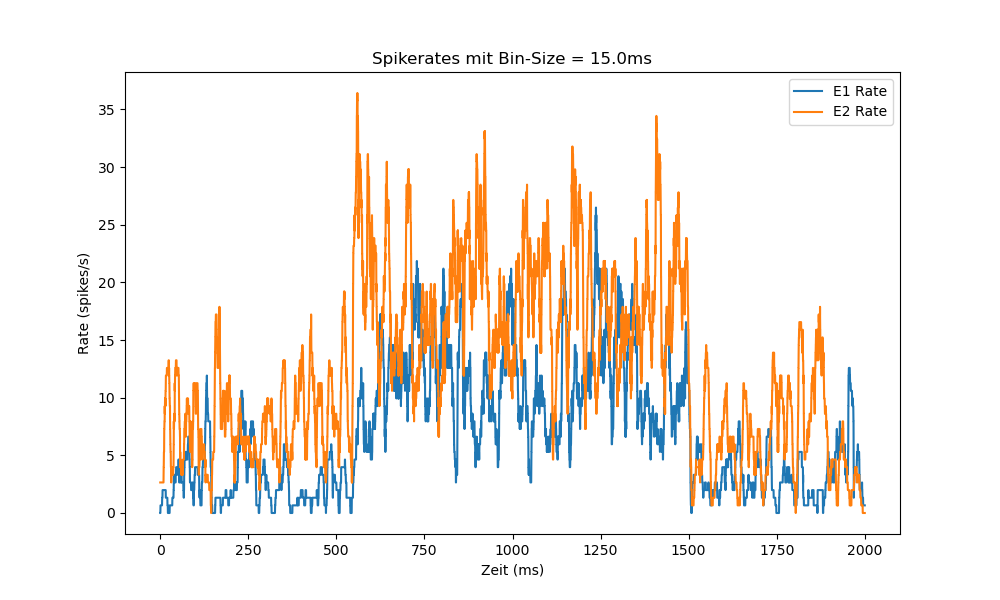 Spikerates mit Bin-Size = 15.0ms
E1 Rate
E2 Rate
Rate (spikes/s)
35
30
25
20
15
10
5
0
0 250 500 750 1000 1250 1500 1750 2000
Zeit (ms)